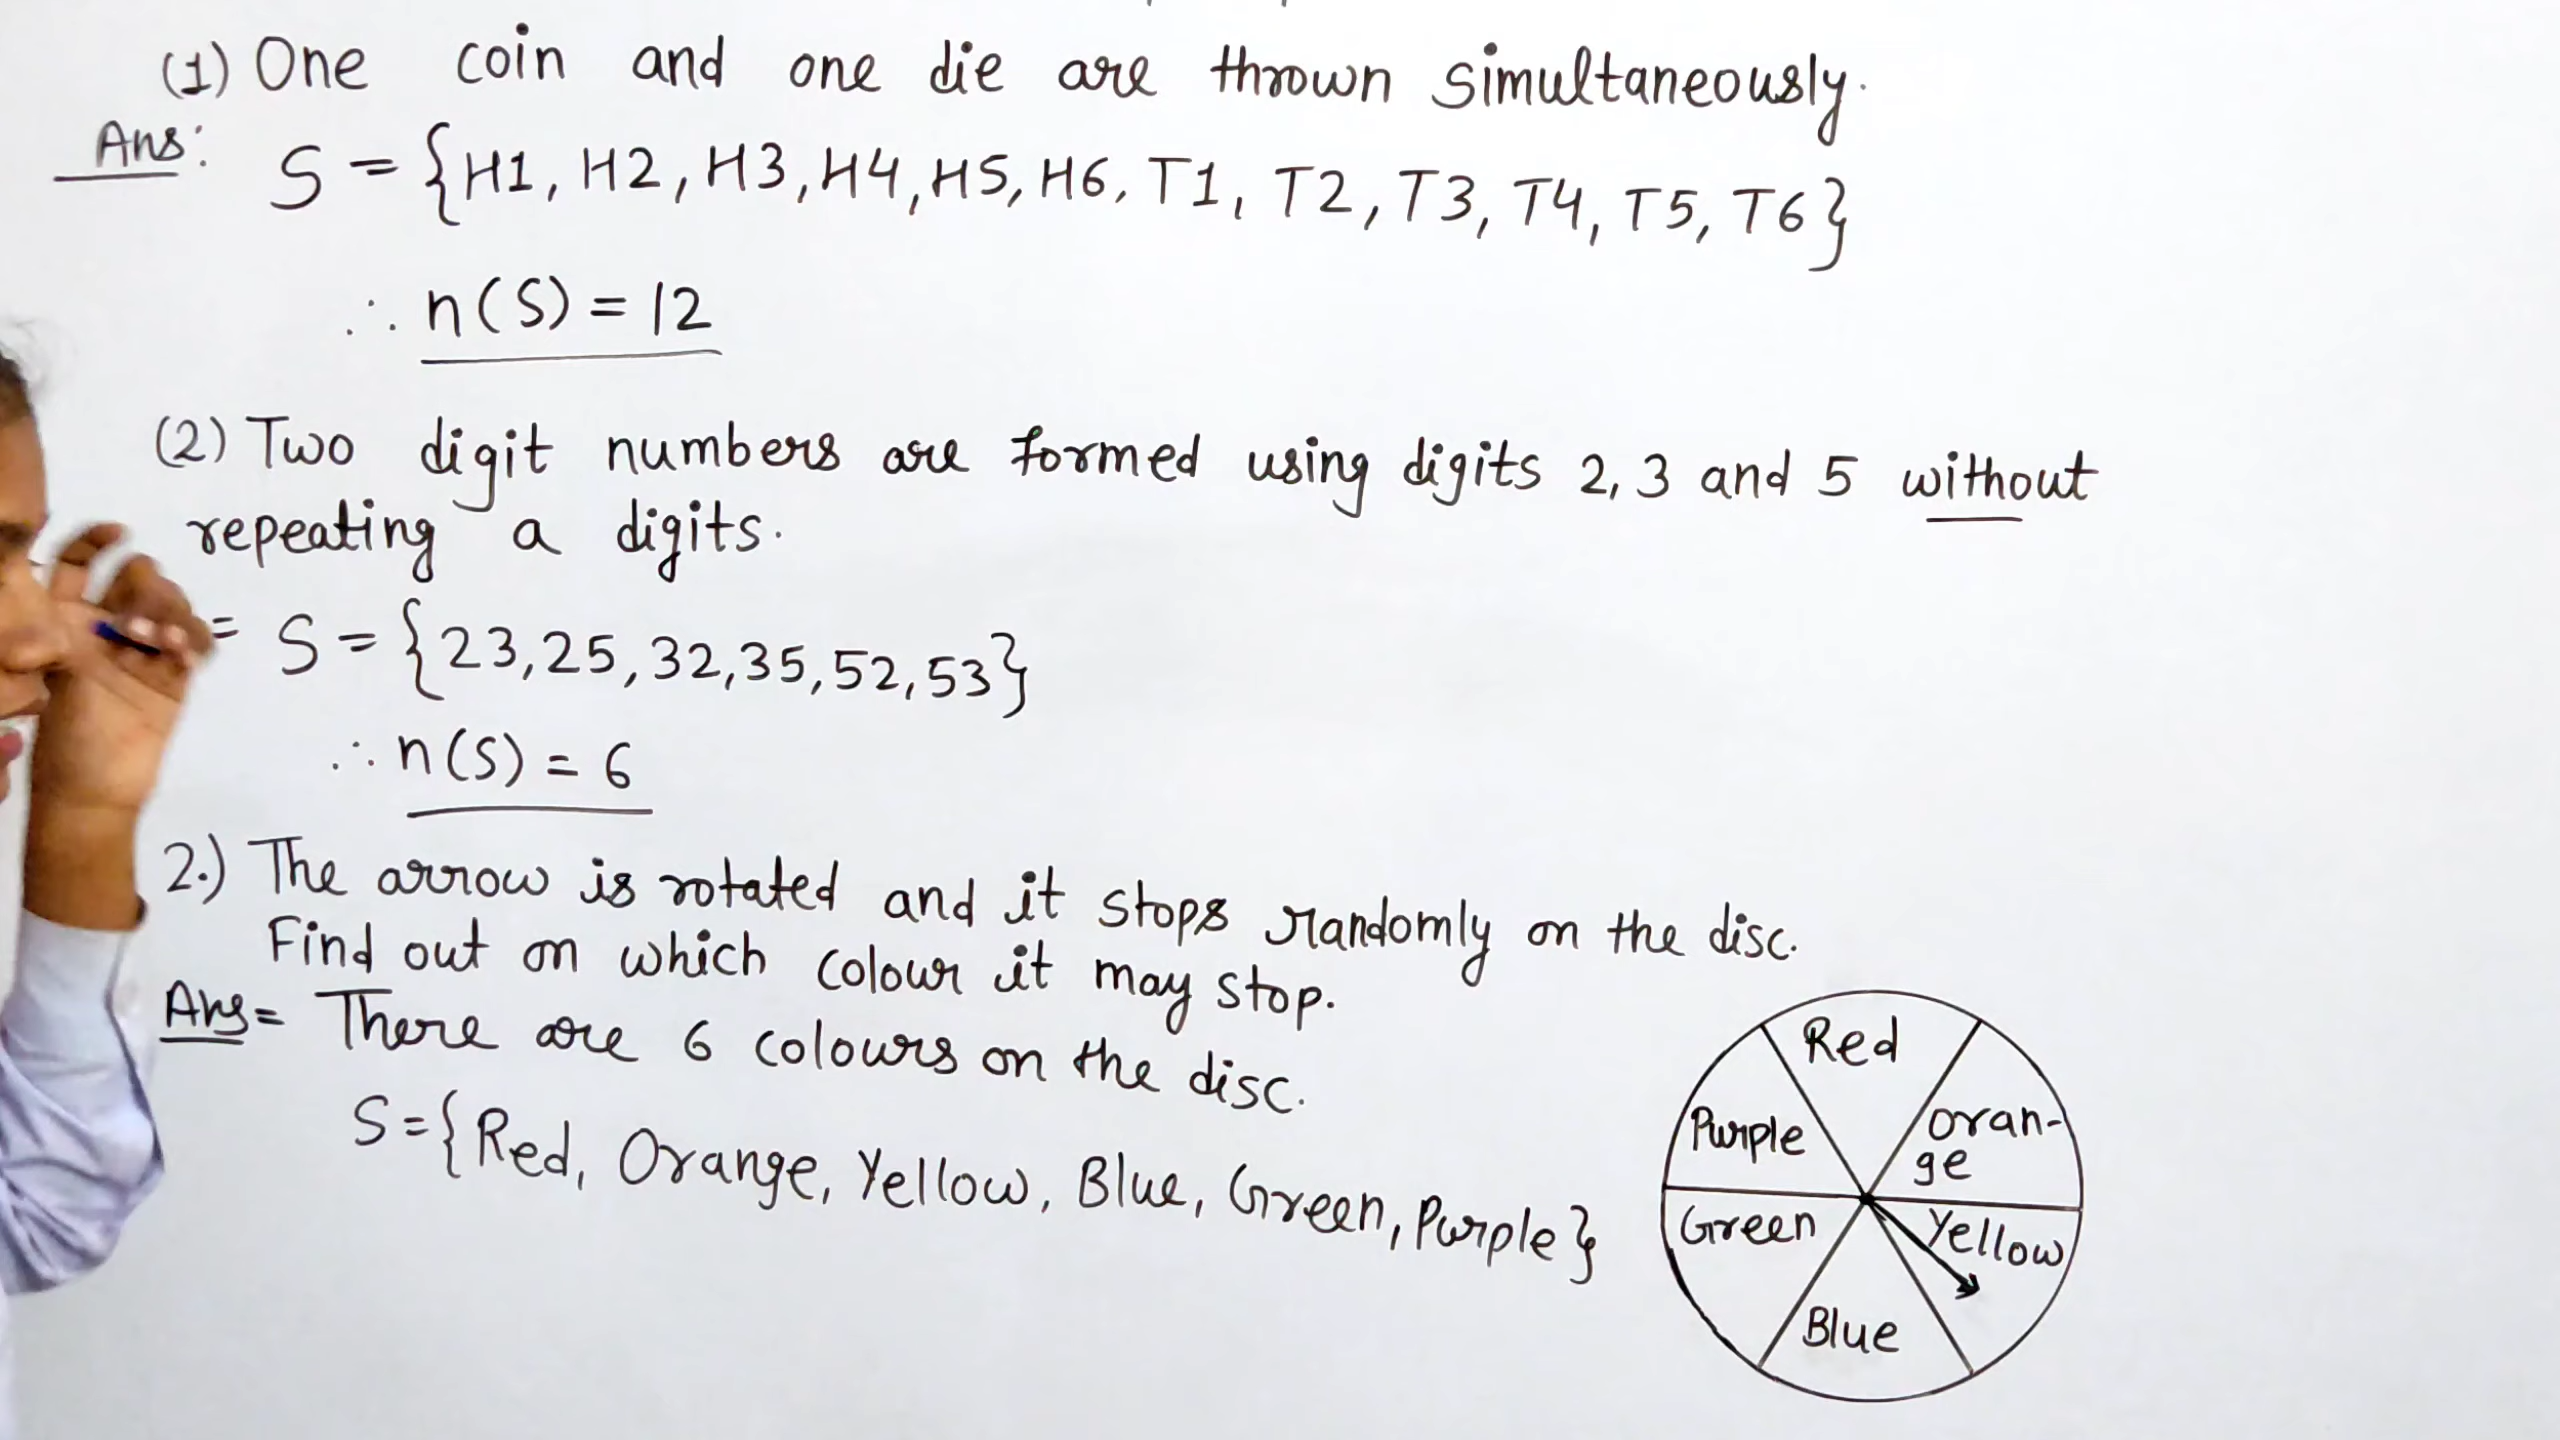 (1) One coin and one die are thrown simultaneously.
Ans: S = {H1, H2, H3, H4, H5, H6, T1, T2, T3, T4, T5, T6}
∴ n(S) = 12
(2) Two digit numbers are formed using digits 2, 3 and 5 without
repeating a digits.
= S = {23, 25, 32, 35, 52, 53}
∴ n(S) = 6
2.) The arrow is rotated and it stops randomly on the disc.
Find out on which colour it may stop.
Ans = There are 6 colours on the disc.
S = {Red, Orange, Yellow, Blue, Green, Purple}
Red
Oran-
ge
Yellow
Blue
Green
Purple